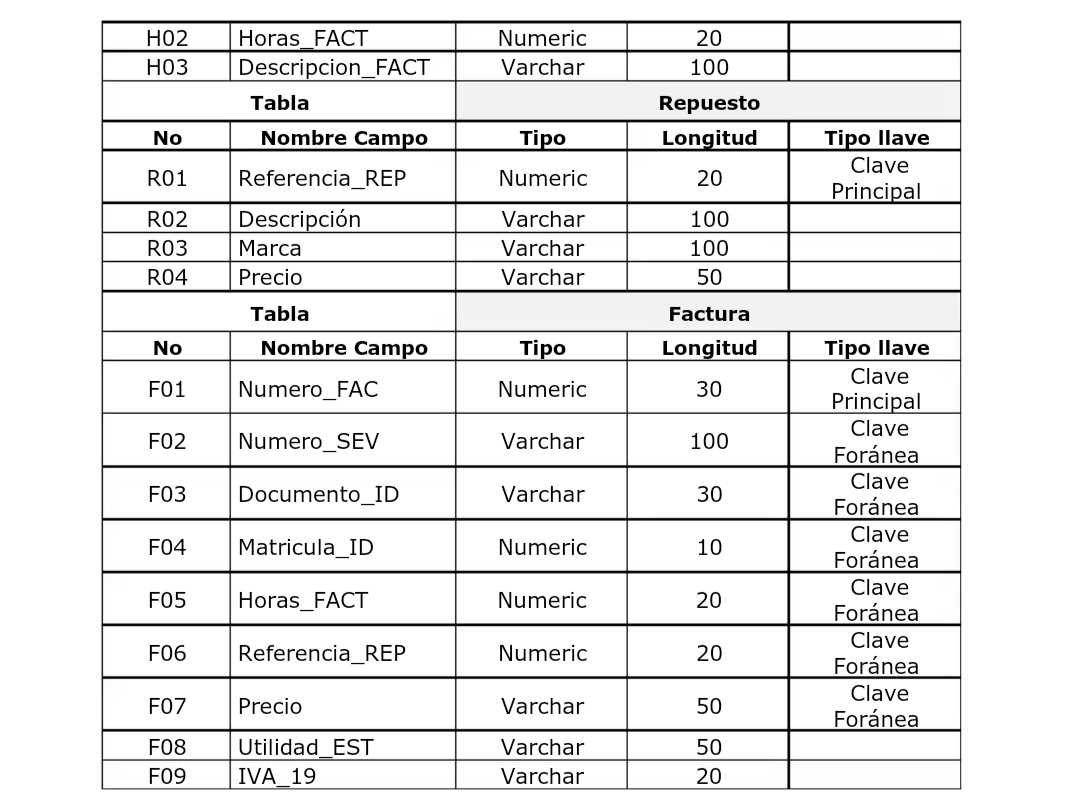 H02 Horas_FACT Numeric 20
H03 Descripcion_FACT Varchar 100
Tabla Repuesto
No Nombre Campo Tipo Longitud Tipo llave
R01 Referencia_REP Numeric 20 Clave Principal
R02 Descripción Varchar 100
R03 Marca Varchar 100
R04 Precio Varchar 50
Tabla Factura
No Nombre Campo Tipo Longitud Tipo llave
F01 Numero_FAC Numeric 30 Clave Principal
F02 Numero_SEV Varchar 100 Clave Foránea
F03 Documento_ID Varchar 30 Clave Foránea
F04 Matricula_ID Numeric 10 Clave Foránea
F05 Horas_FACT Numeric 20 Clave Foránea
F06 Referencia_REP Numeric 20 Clave Foránea
F07 Precio Varchar 50 Clave Foránea
F08 Utilidad_EST Varchar 50
F09 IVA_19 Varchar 20